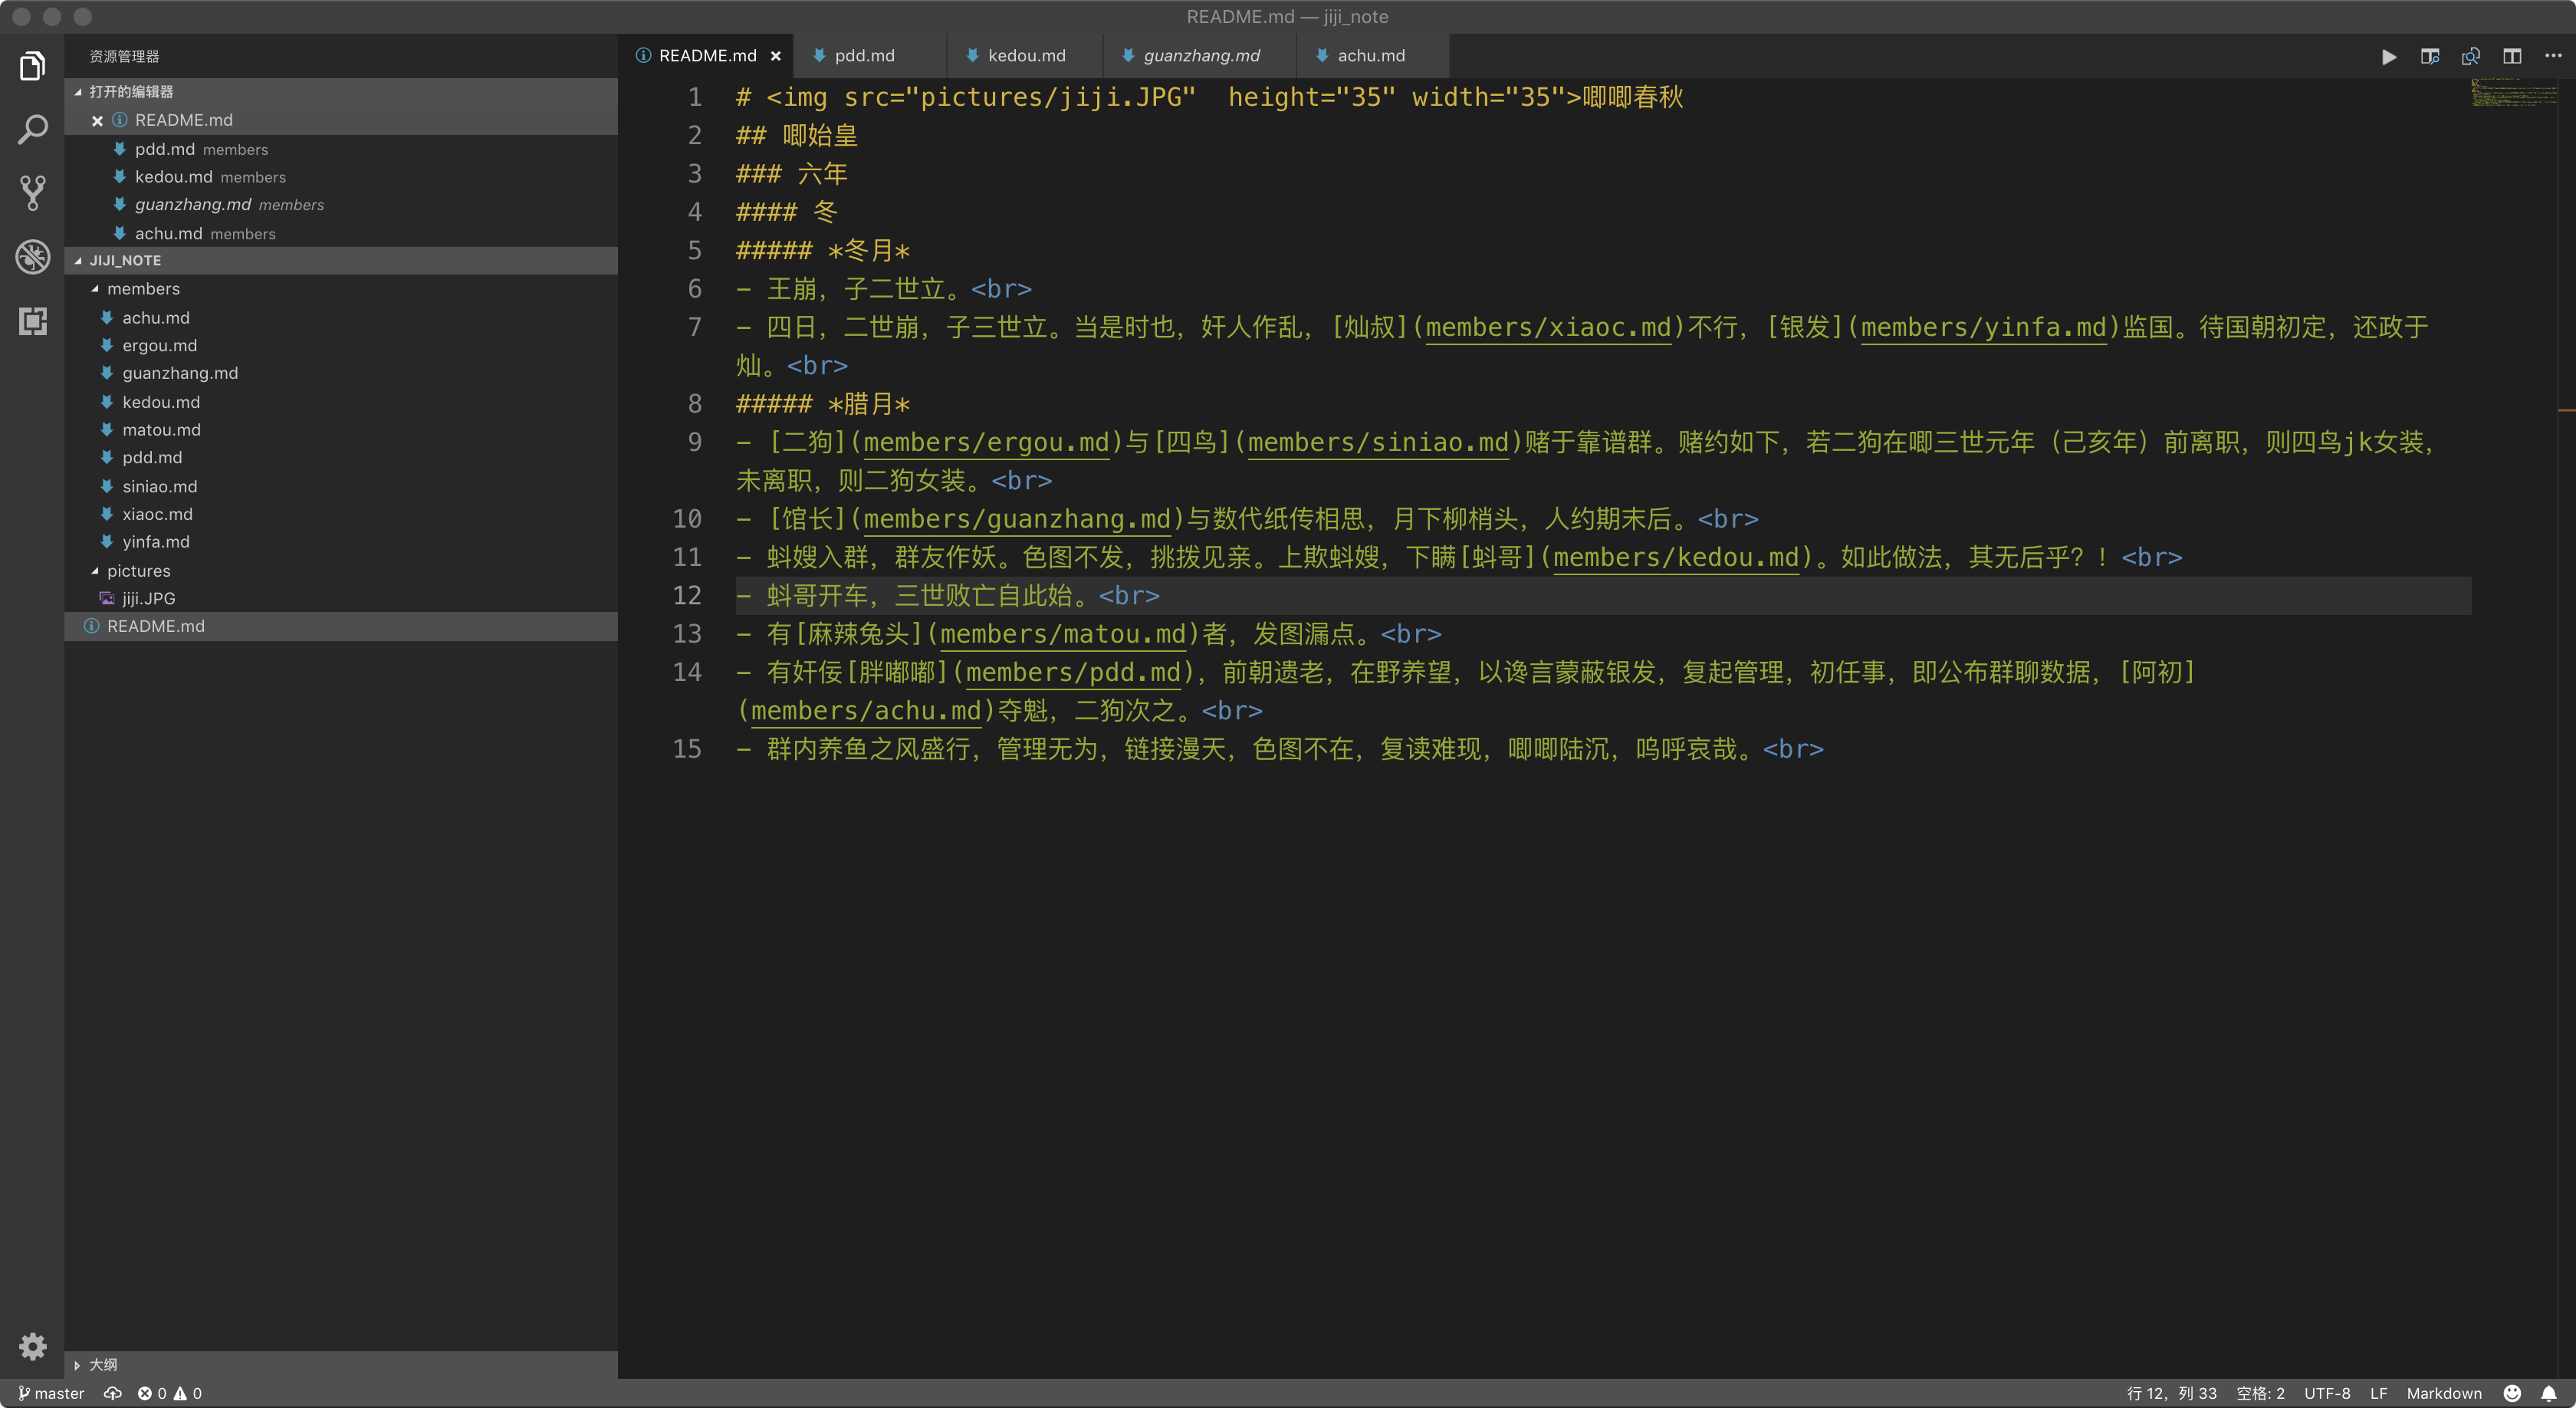 README.md — jiji_note
资源管理器
打开的编辑器
README.md
pdd.md members
kedou.md members
guanzhang.md members
achu.md members
JIJI_NOTE
members
achu.md
ergou.md
guanzhang.md
kedou.md
matou.md
pdd.md
siniao.md
xiaoc.md
yinfa.md
pictures
jiji.JPG
README.md
大纲
README.md pdd.md kedou.md guanzhang.md achu.md
1 # <img src="pictures/jiji.JPG"  height="35" width="35">唧唧春秋
2 ## 唧始皇
3 ### 六年
4 #### 冬
5 ##### *冬月*
6 - 王崩，子二世立。<br>
7 - 四日，二世崩，子三世立。当是时也，奸人作乱，[灿叔](members/xiaoc.md)不行，[银发](members/yinfa.md)监国。待国朝初定，还政于
灿。<br>
8 ##### *腊月*
9 - [二狗](members/ergou.md)与[四鸟](members/siniao.md)赌于靠谱群。赌约如下，若二狗在唧三世元年（己亥年）前离职，则四鸟jk女装，
未离职，则二狗女装。<br>
10 - [馆长](members/guanzhang.md)与数代纸传相思，月下柳梢头，人约期末后。<br>
11 - 蚪嫂入群，群友作妖。色图不发，挑拨见亲。上欺蚪嫂，下瞒[蚪哥](members/kedou.md)。如此做法，其无后乎？！<br>
12 - 蚪哥开车，三世败亡自此始。<br>
13 - 有[麻辣兔头](members/matou.md)者，发图漏点。<br>
14 - 有奸佞[胖嘟嘟](members/pdd.md)，前朝遗老，在野养望，以谗言蒙蔽银发，复起管理，初任事，即公布群聊数据，[阿初]
(members/achu.md)夺魁，二狗次之。<br>
15 - 群内养鱼之风盛行，管理无为，链接漫天，色图不在，复读难现，唧唧陆沉，呜呼哀哉。<br>
master 0 0 行 12，列 33 空格: 2 UTF-8 LF Markdown